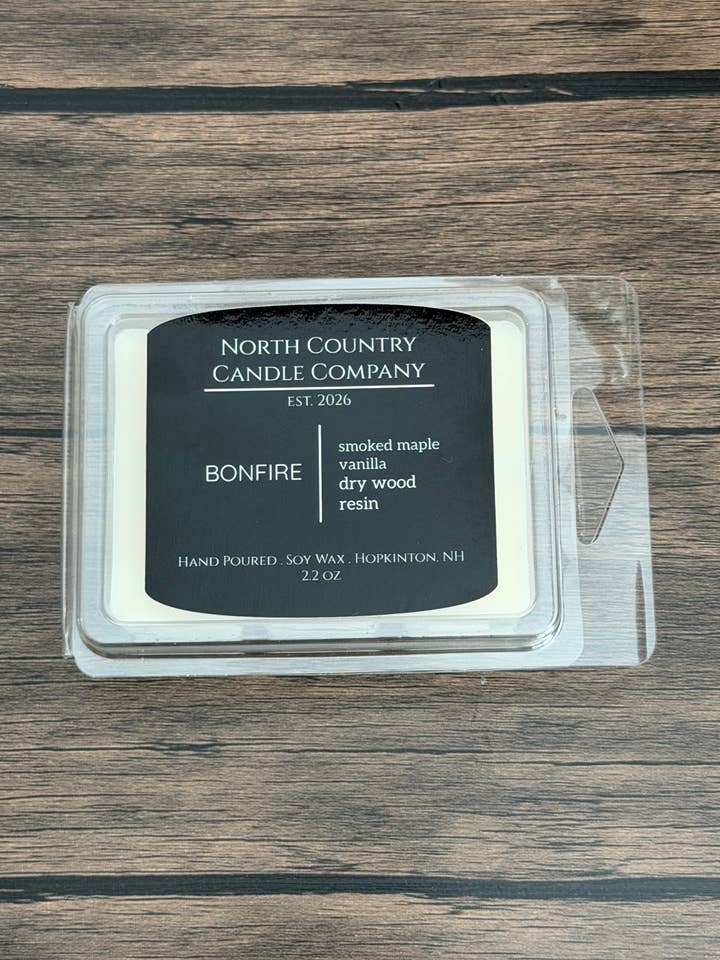 North Country
Candle Company
EST. 2026
BONFIRE
smoked maple
vanilla
dry wood
resin
Hand Poured . Soy Wax . Hopkinton, NH
2.2 oz